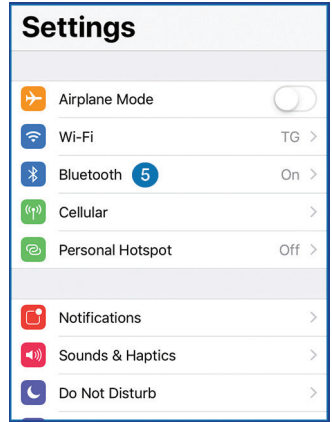 Settings
Airplane Mode
Wi-Fi TG
Bluetooth 5 On
Cellular
Personal Hotspot Off
Notifications
Sounds & Haptics
Do Not Disturb